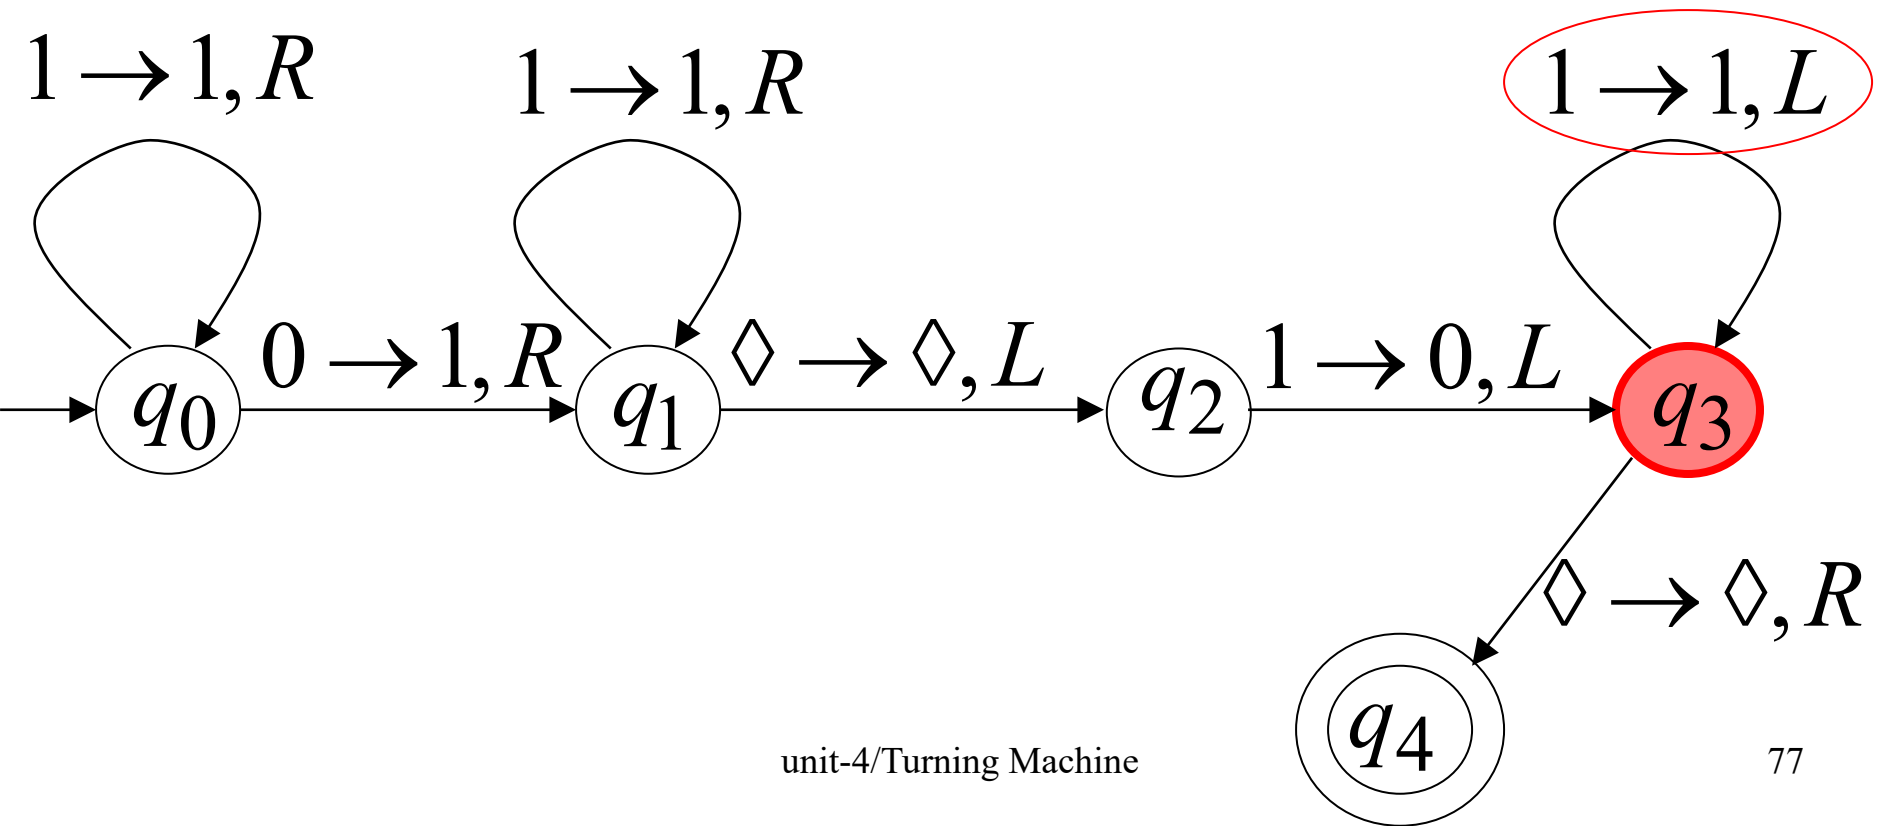 1 → 1, R
1 → 1, R
1 → 1, L
0 → 1, R
◊ → ◊, L
1 → 0, L
q0
q1
q2
q3
◊ → ◊, R
q4
unit-4/Turning Machine
77